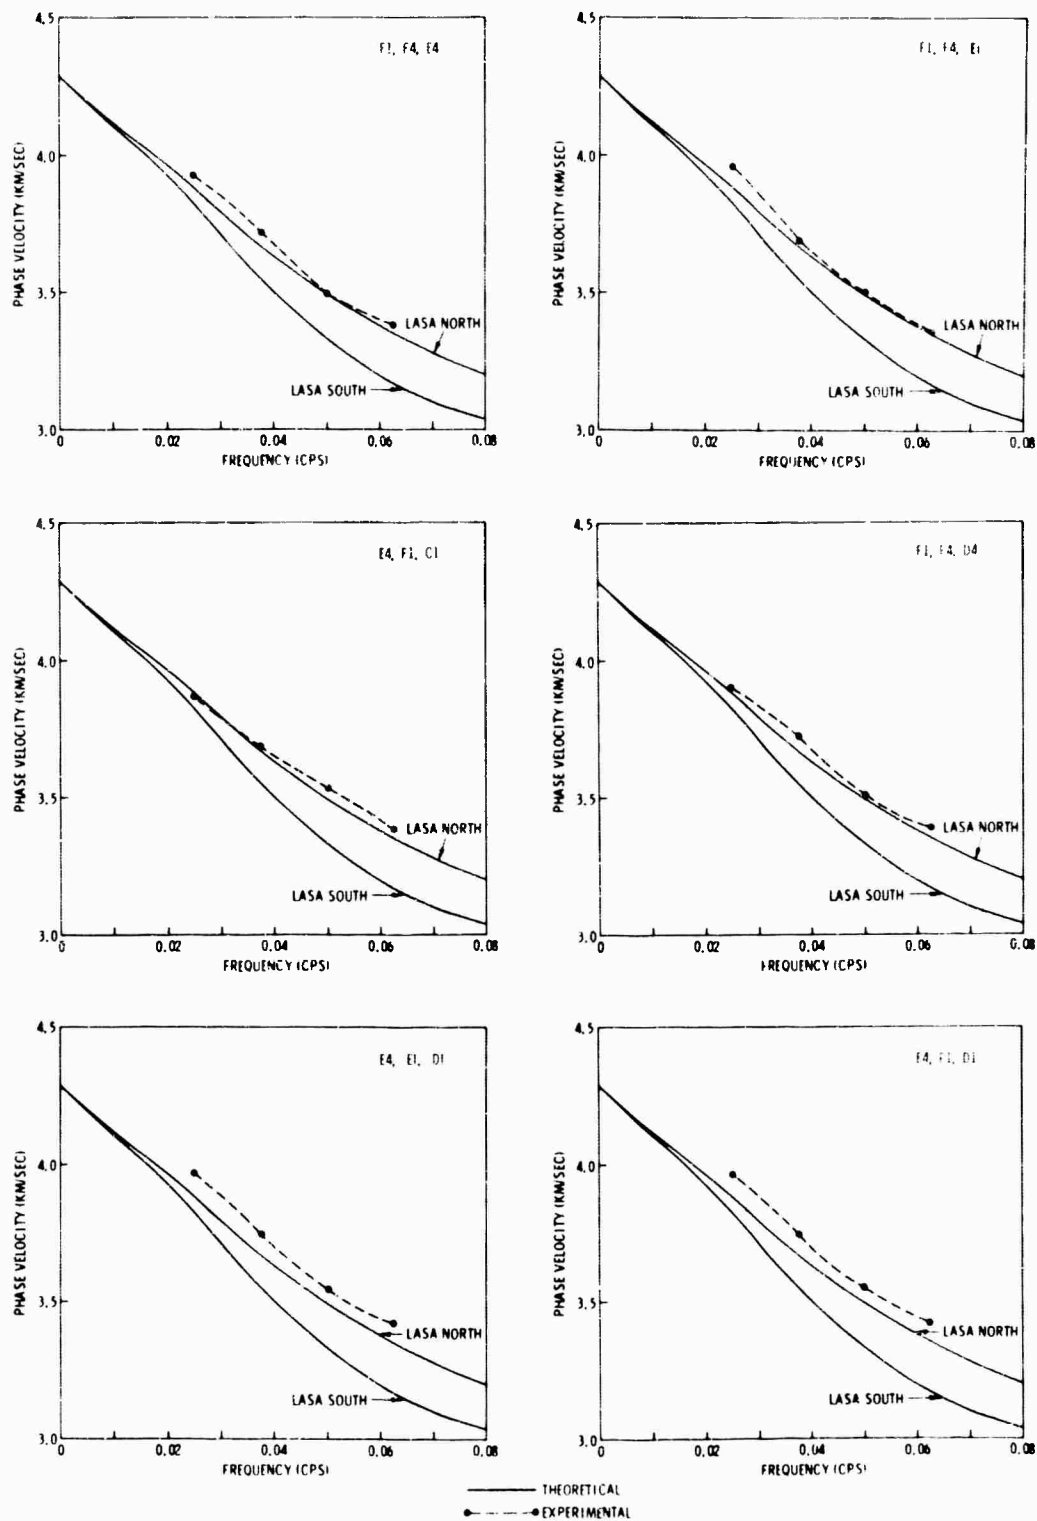 4.5
F1, F4, E4
4.0
3.5
3.0
PHASE VELOCITY (KM/SEC)
LASA NORTH
LASA SOUTH
0
0.02
0.04
0.06
0.08
FREQUENCY (CPS)
4.5
F1, F4, E1
4.0
3.5
3.0
PHASE VELOCITY (KM/SEC)
LASA NORTH
LASA SOUTH
0
0.02
0.04
0.06
0.08
FREQUENCY (CPS)
4.5
E4, F1, C1
4.0
3.5
3.0
PHASE VELOCITY (KM/SEC)
LASA NORTH
LASA SOUTH
0
0.02
0.04
0.06
0.08
FREQUENCY (CPS)
4.5
F1, F4, D4
4.0
3.5
3.0
PHASE VELOCITY (KM/SEC)
LASA NORTH
LASA SOUTH
0
0.02
0.04
0.06
0.08
FREQUENCY (CPS)
4.5
E4, E1, D1
4.0
3.5
3.0
PHASE VELOCITY (KM/SEC)
LASA NORTH
LASA SOUTH
0
0.02
0.04
0.06
0.08
FREQUENCY (CPS)
4.5
E4, F1, D1
4.0
3.5
3.0
PHASE VELOCITY (KM/SEC)
LASA NORTH
LASA SOUTH
0
0.02
0.04
0.06
0.08
FREQUENCY (CPS)
THEORETICAL
EXPERIMENTAL